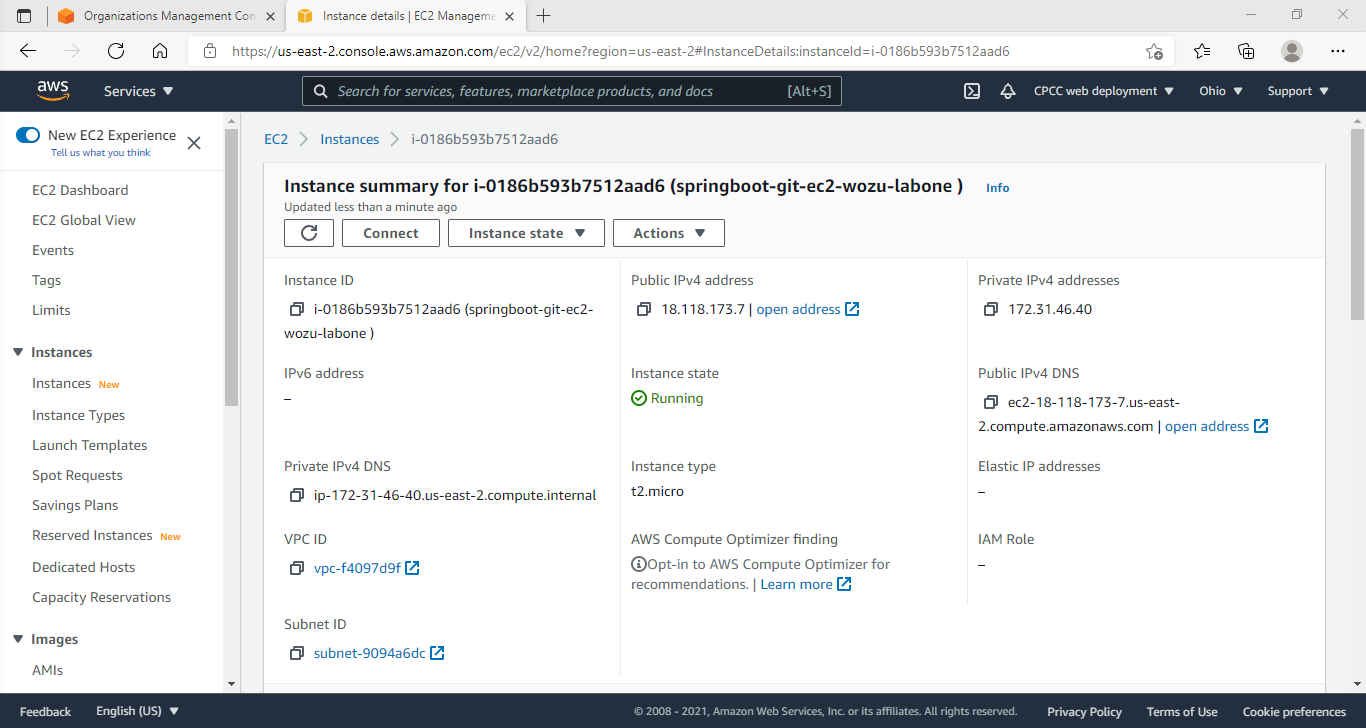 Organizations Management Con
Instance details | EC2 Manageme
https://us-east-2.console.aws.amazon.com/ec2/v2/home?region=us-east-2#InstanceDetails:instanceId=i-0186b593b7512aad6
aws
Services
Search for services, features, marketplace products, and docs
[Alt+S]
CPCC web deployment
Ohio
Support
New EC2 Experience
Tell us what you think
EC2 Dashboard
EC2 Global View
Events
Tags
Limits
Instances
Instances New
Instance Types
Launch Templates
Spot Requests
Savings Plans
Reserved Instances New
Dedicated Hosts
Capacity Reservations
Images
AMIs
EC2 > Instances > i-0186b593b7512aad6
Instance summary for i-0186b593b7512aad6 (springboot-git-ec2-wozu-labone ) Info
Updated less than a minute ago
Connect
Instance state
Actions
Instance ID
i-0186b593b7512aad6 (springboot-git-ec2-
wozu-labone )
Public IPv4 address
18.118.173.7 | open address
Private IPv4 addresses
172.31.46.40
IPv6 address
–
Instance state
Running
Public IPv4 DNS
ec2-18-118-173-7.us-east-
2.compute.amazonaws.com | open address
Private IPv4 DNS
ip-172-31-46-40.us-east-2.compute.internal
Instance type
t2.micro
Elastic IP addresses
–
VPC ID
vpc-f4097d9f
AWS Compute Optimizer finding
Opt-in to AWS Compute Optimizer for
recommendations. | Learn more
IAM Role
–
Subnet ID
subnet-9094a6dc
Feedback
English (US)
© 2008 - 2021, Amazon Web Services, Inc. or its affiliates. All rights reserved.
Privacy Policy
Terms of Use
Cookie preferences